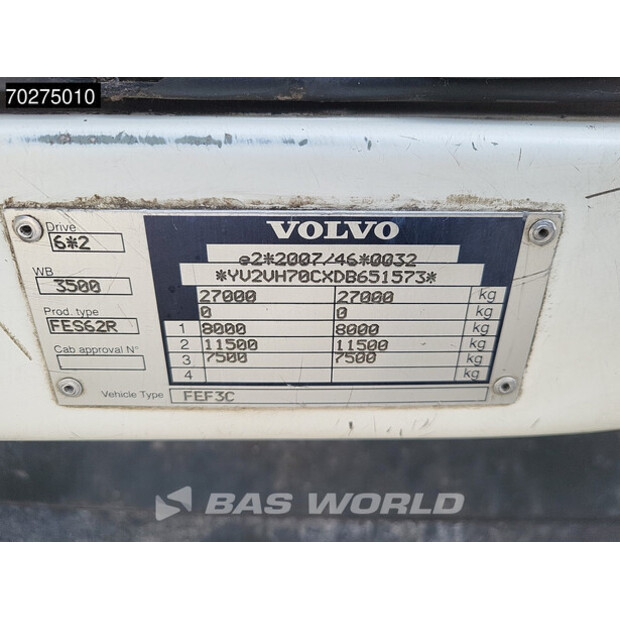 70275010
VOLVO
Drive
6*2
e2*2007/46*0032
*YV2VH70CXDB651573*
WB
3500
27000 27000 kg
0 0 kg
Prod. type
FES62R
1 8000 8000 kg
2 11500 11500 kg
Cab approval N°
3 7500 7500 kg
4 kg
Vehicle Type FEF3C
BAS WORLD